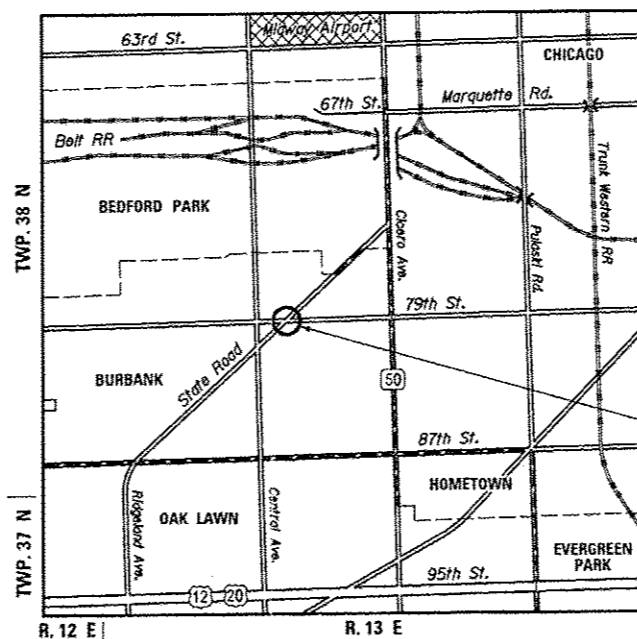 63rd St.
Midway Airport
CHICAGO
67th St.
Marquette Rd.
Belt RR
Trunk Western RR
BEDFORD PARK
TWP. 38 N
Cicero Ave.
Pulaski Rd.
79th St.
State Road
BURBANK
50
87th St.
HOMETOWN
OAK LAWN
Ridgeland Ave.
Central Ave.
TWP. 37 N
EVERGREEN
PARK
95th St.
12 20
R. 12 E
R. 13 E